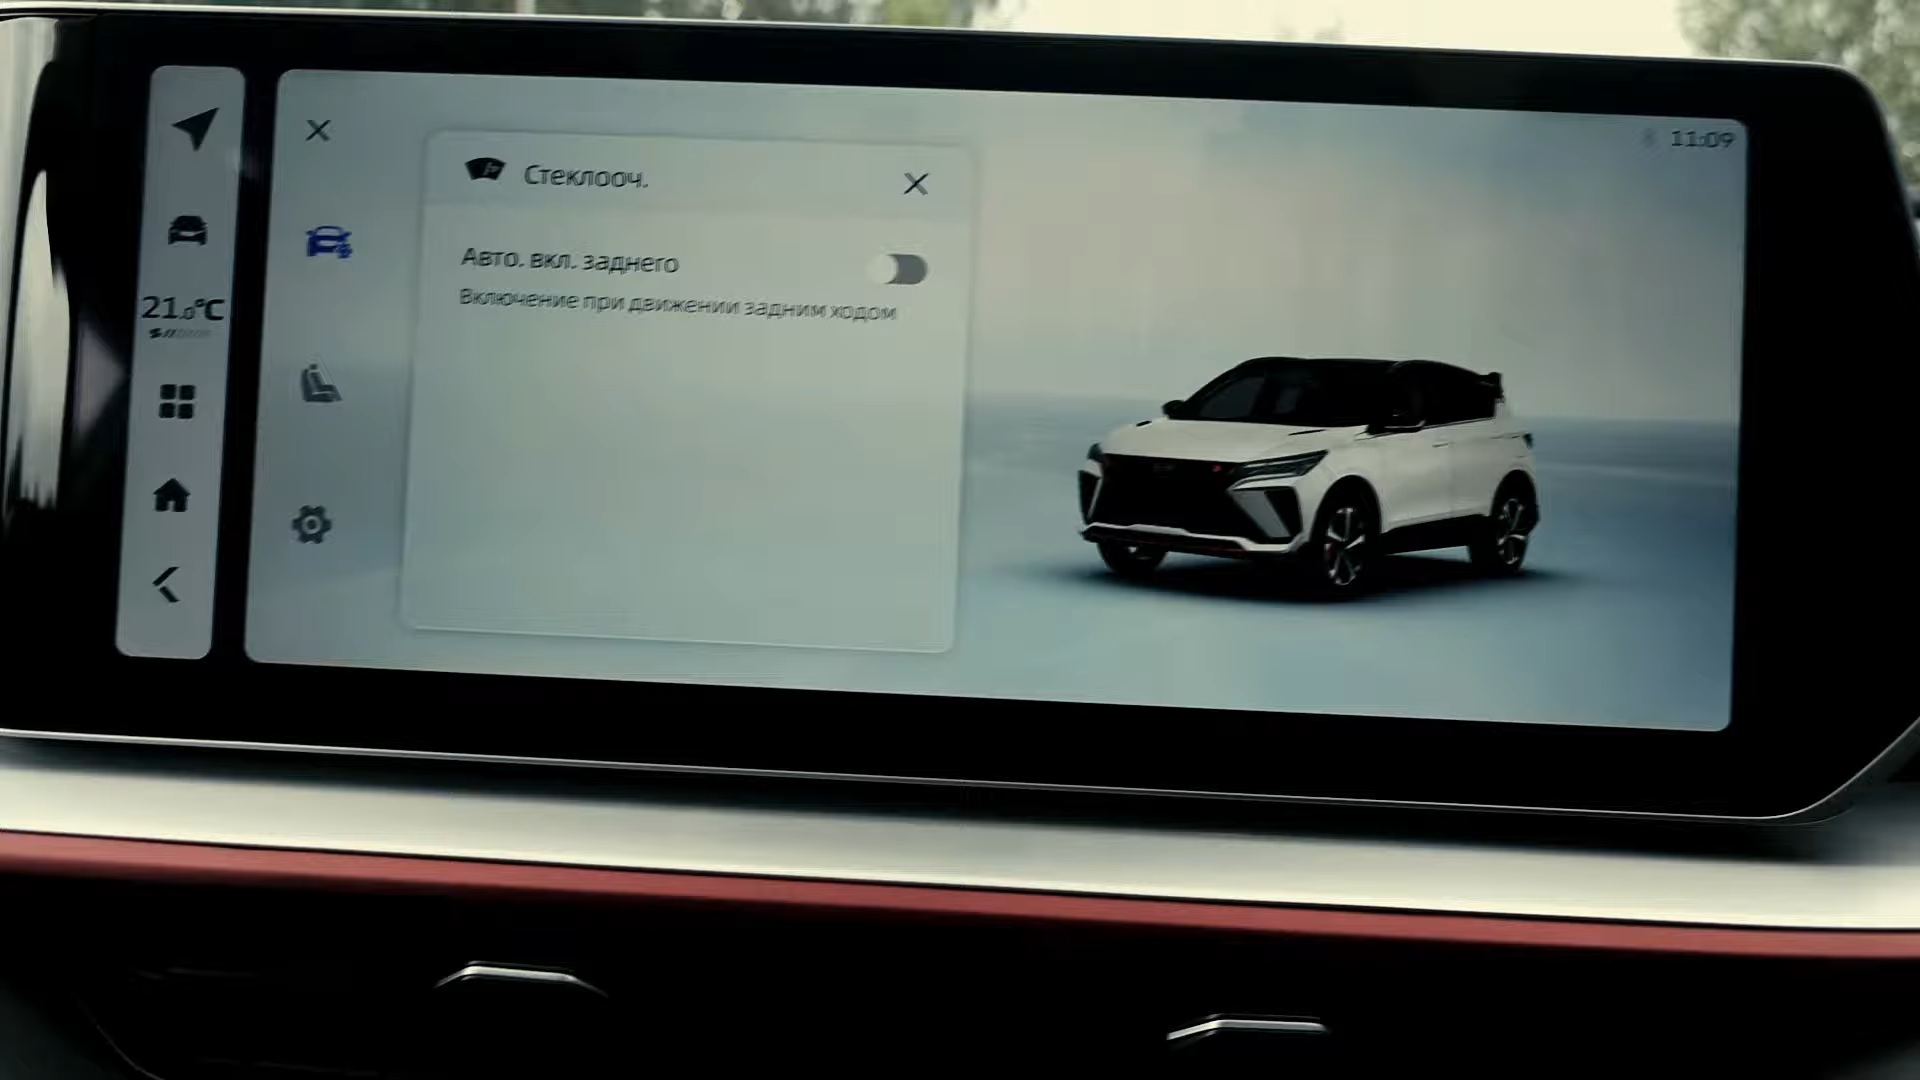 11:09
Стеклооч.
Авто. вкл. заднего
Включение при движении задним ходом
21.0°C